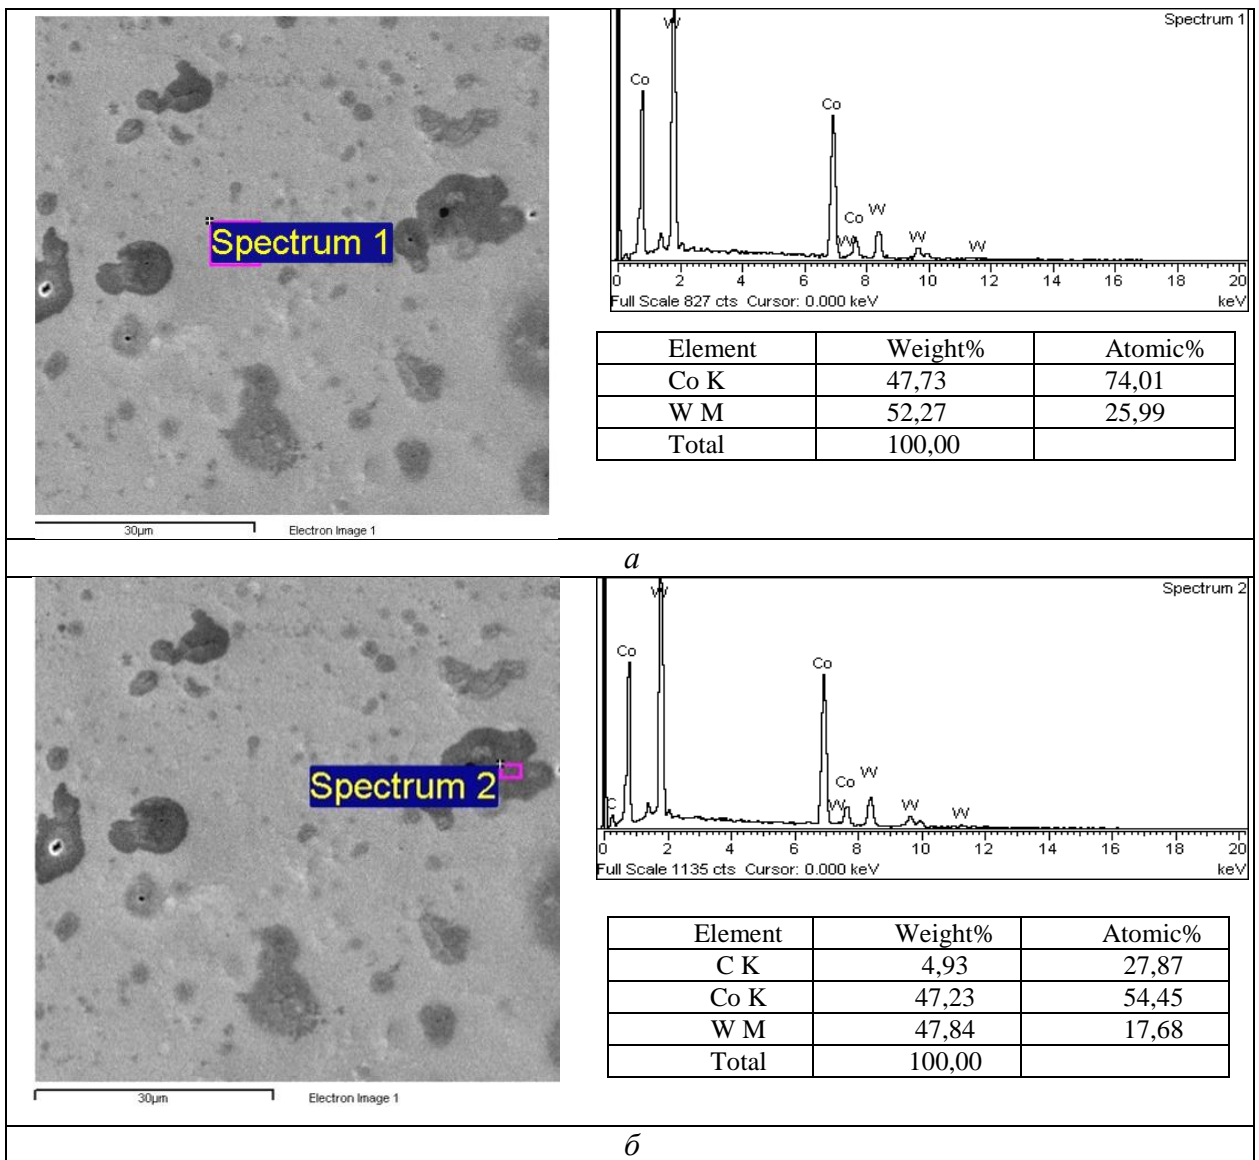 Spectrum 1
30µm
Electron Image 1
Spectrum 1
W
Co
Co
Co
W
W
W
W
0 2 4 6 8 10 12 14 16 18 20
Full Scale 827 cts Cursor: 0.000 keV
keV
Element Weight% Atomic%
Co K 47,73 74,01
W M 52,27 25,99
Total 100,00
а
Spectrum 2
30µm
Electron Image 1
Spectrum 2
W
Co
Co
C
Co
W
W
W
W
0 2 4 6 8 10 12 14 16 18 20
Full Scale 1135 cts Cursor: 0.000 keV
keV
Element Weight% Atomic%
C K 4,93 27,87
Co K 47,23 54,45
W M 47,84 17,68
Total 100,00
б